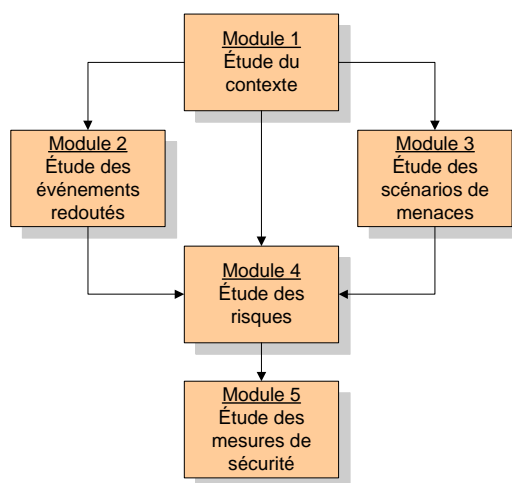 Module 1
Étude du
contexte
Module 2
Étude des
événements
redoutés
Module 3
Étude des
scénarios de
menaces
Module 4
Étude des
risques
Module 5
Étude des
mesures de
sécurité